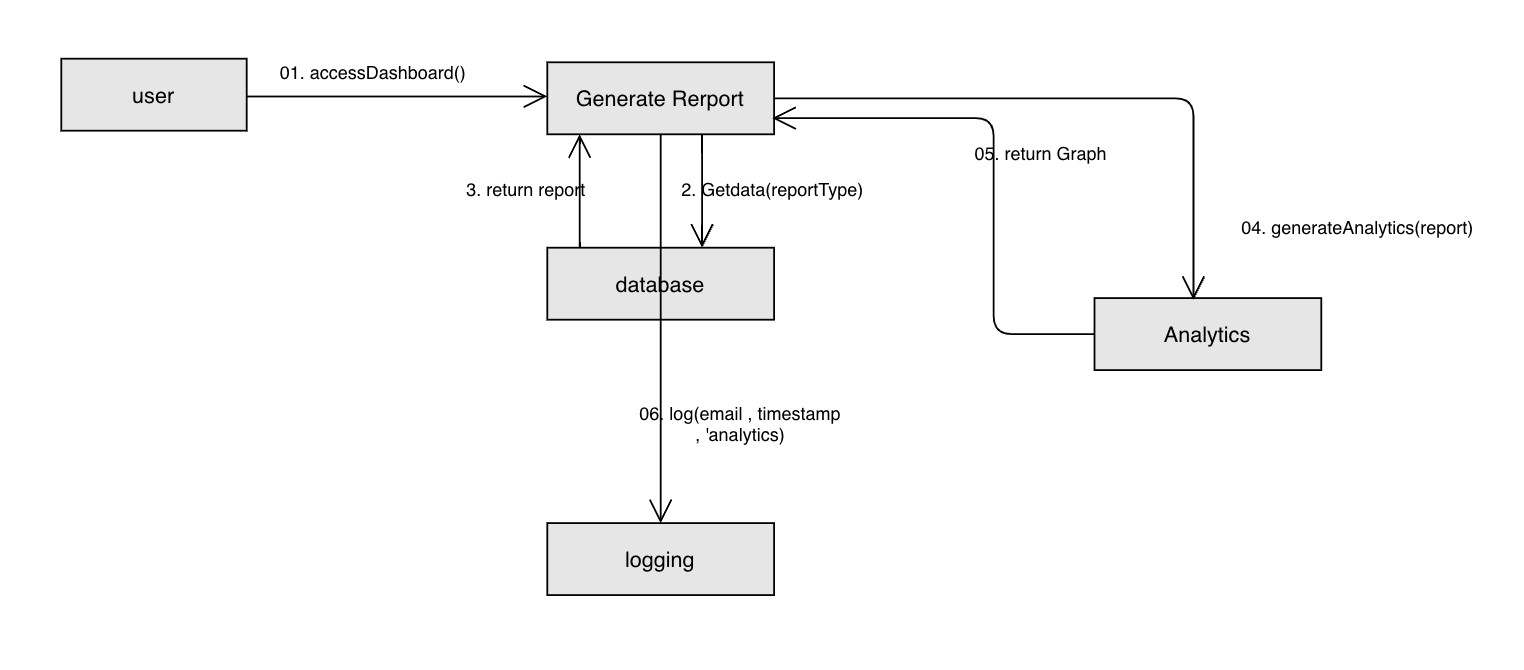 01. accessDashboard()
user
Generate Rerport
05. return Graph
3. return report
2. Getdata(reportType)
04. generateAnalytics(report)
database
Analytics
06. log(email , timestamp
, 'analytics)
logging